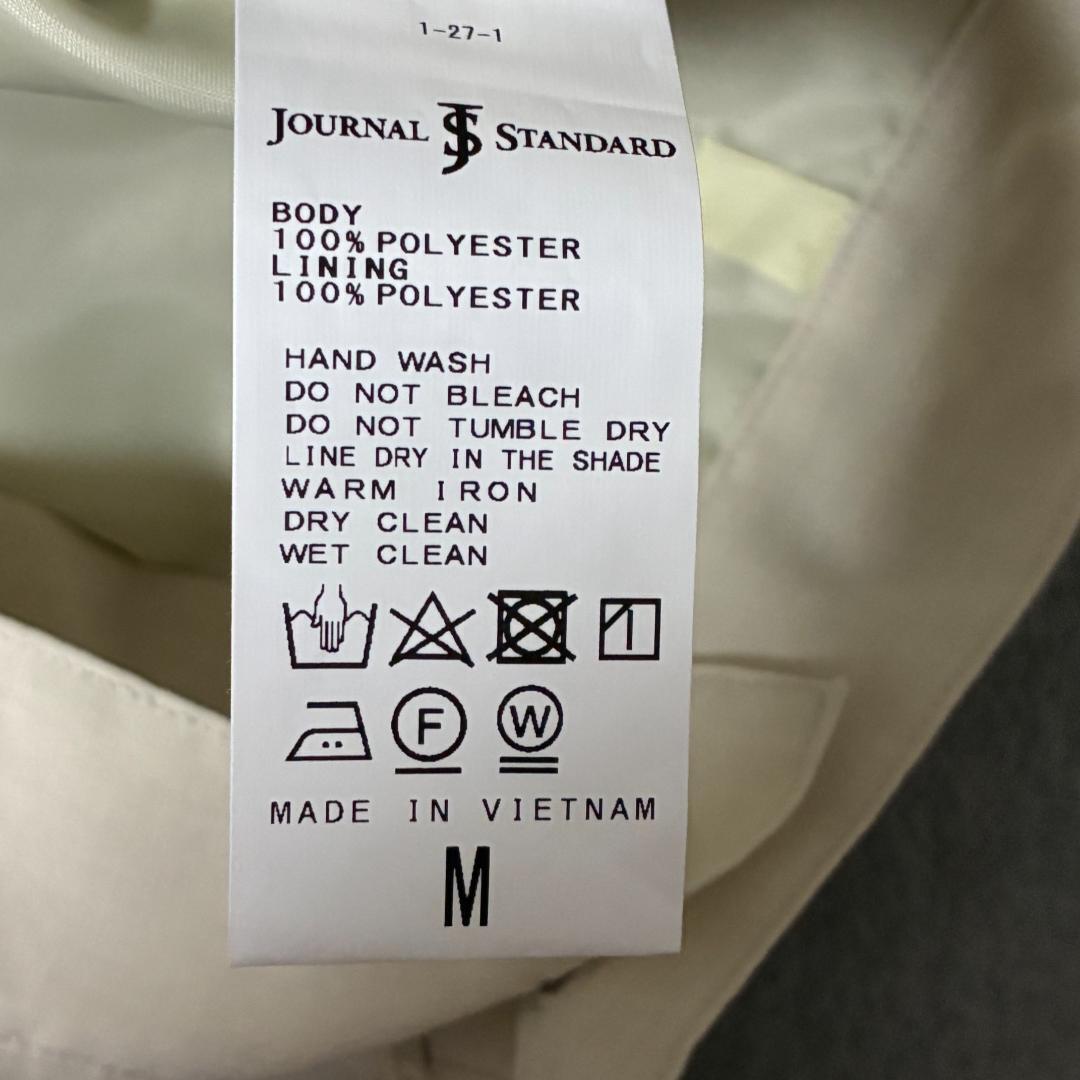 1-27-1
JOURNAL JS STANDARD
BODY
100% POLYESTER
LINING
100% POLYESTER
HAND WASH
DO NOT BLEACH
DO NOT TUMBLE DRY
LINE DRY IN THE SHADE
WARM IRON
DRY CLEAN
WET CLEAN
F W
MADE IN VIETNAM
M